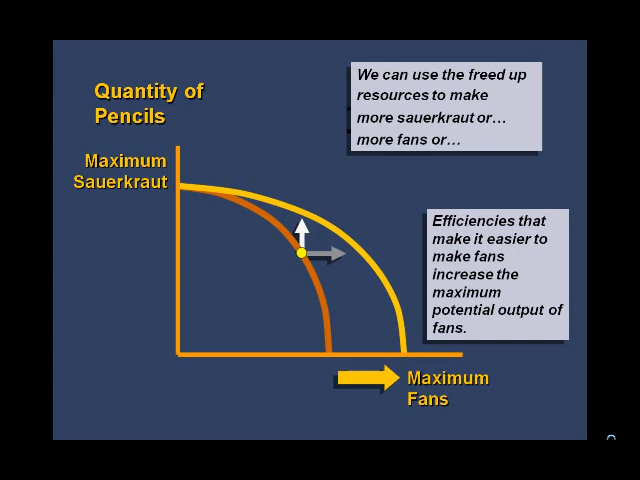 Quantity of
Pencils
We can use the freed up
resources to make
more sauerkraut or…
more fans or…
Maximum
Sauerkraut
Efficiencies that
make it easier to
make fans
increase the
maximum
potential output of
fans.
Maximum
Fans